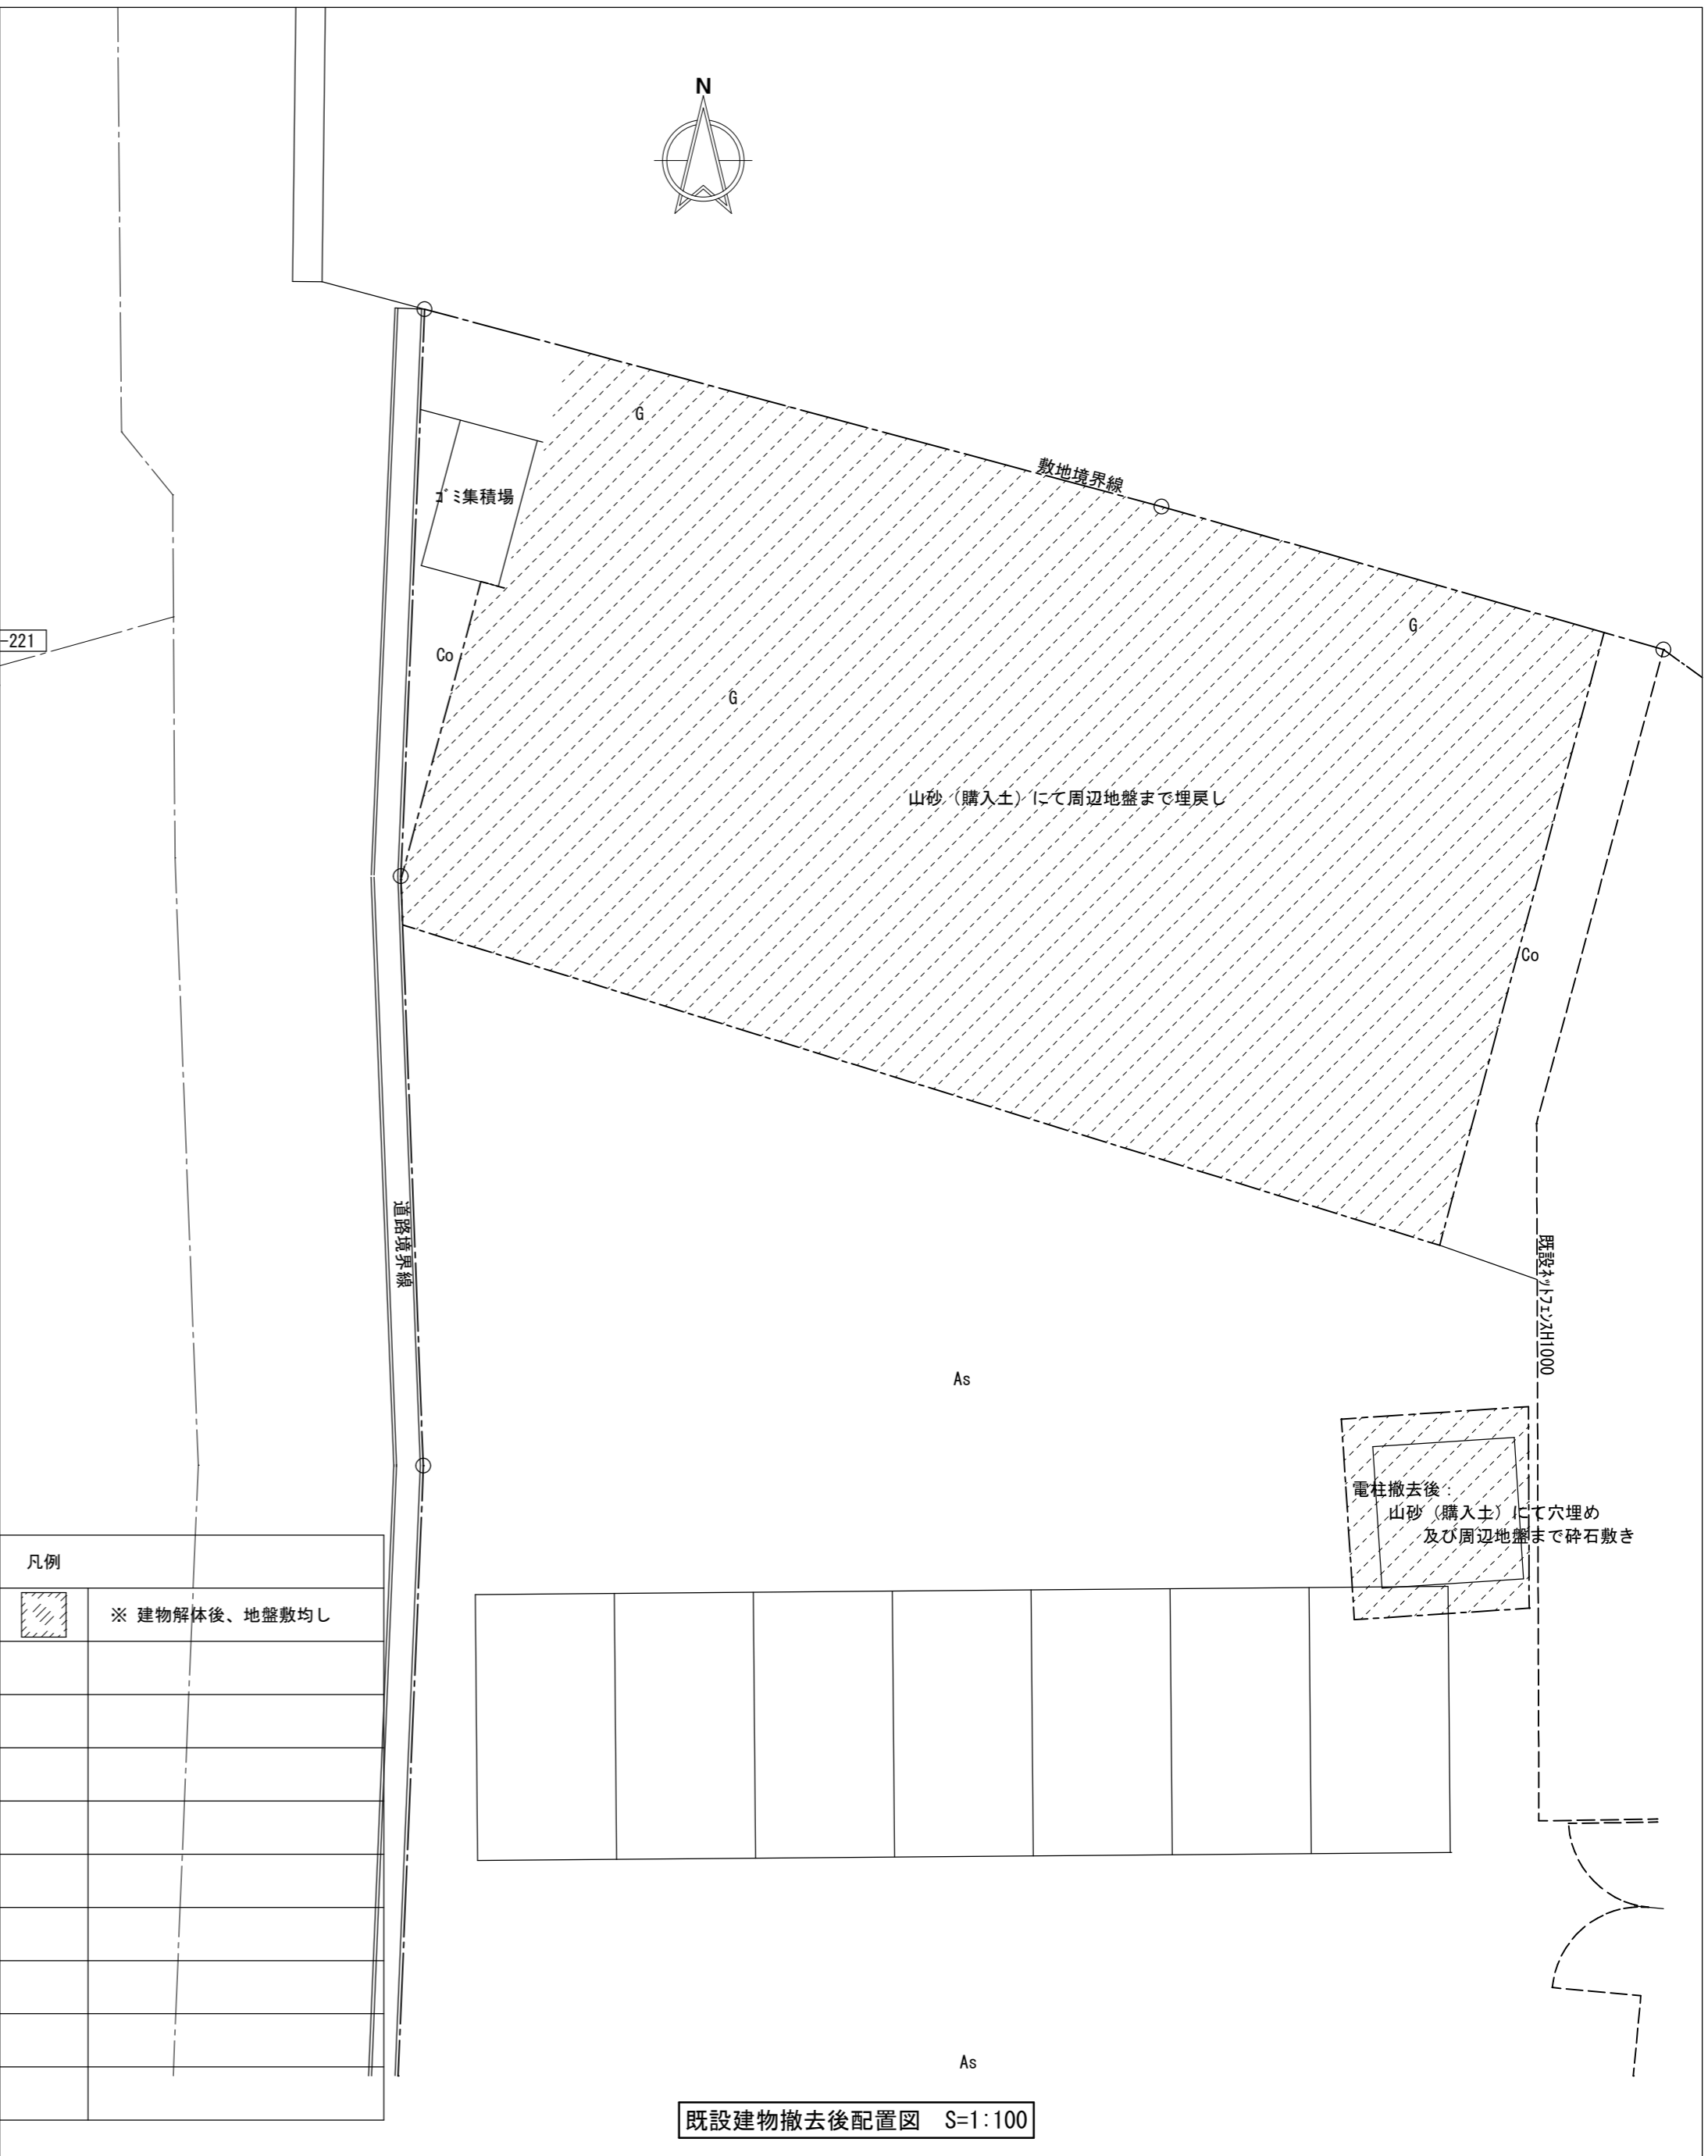 N
G
敷地境界線
ｺﾞﾐ集積場
G
-221
Co
G
山砂（購入土）にて周辺地盤まで埋戻し
Co
道路境界線
既設ﾈｯﾄﾌｪﾝｽH1000
As
電柱撤去後：
山砂（購入土）にて穴埋め
及び周辺地盤まで砕石敷き
凡例
※ 建物解体後、地盤敷均し
As
既設建物撤去後配置図　S=1:100